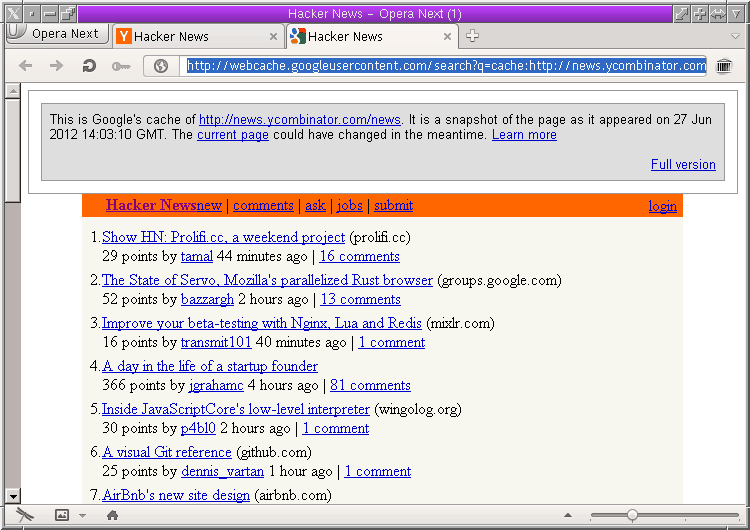 Hacker News - Opera Next (1)
Opera Next
Hacker News
Hacker News
http://webcache.googleusercontent.com/search?q=cache:http://news.ycombinator.com
This is Google's cache of http://news.ycombinator.com/news. It is a snapshot of the page as it appeared on 27 Jun
2012 14:03:10 GMT. The current page could have changed in the meantime. Learn more
Full version
Hacker Newsnew | comments | ask | jobs | submit
login
1.Show HN: Prolifi.cc, a weekend project (prolifi.cc)
29 points by tamal 44 minutes ago | 16 comments
2.The State of Servo, Mozilla's parallelized Rust browser (groups.google.com)
52 points by bazzargh 2 hours ago | 13 comments
3.Improve your beta-testing with Nginx, Lua and Redis (mixlr.com)
16 points by transmit101 40 minutes ago | 1 comment
4.A day in the life of a startup founder
366 points by jgrahamc 4 hours ago | 81 comments
5.Inside JavaScriptCore's low-level interpreter (wingolog.org)
30 points by p4bl0 2 hours ago | 1 comment
6.A visual Git reference (github.com)
25 points by dennis_vartan 1 hour ago | 1 comment
7.AirBnb's new site design (airbnb.com)